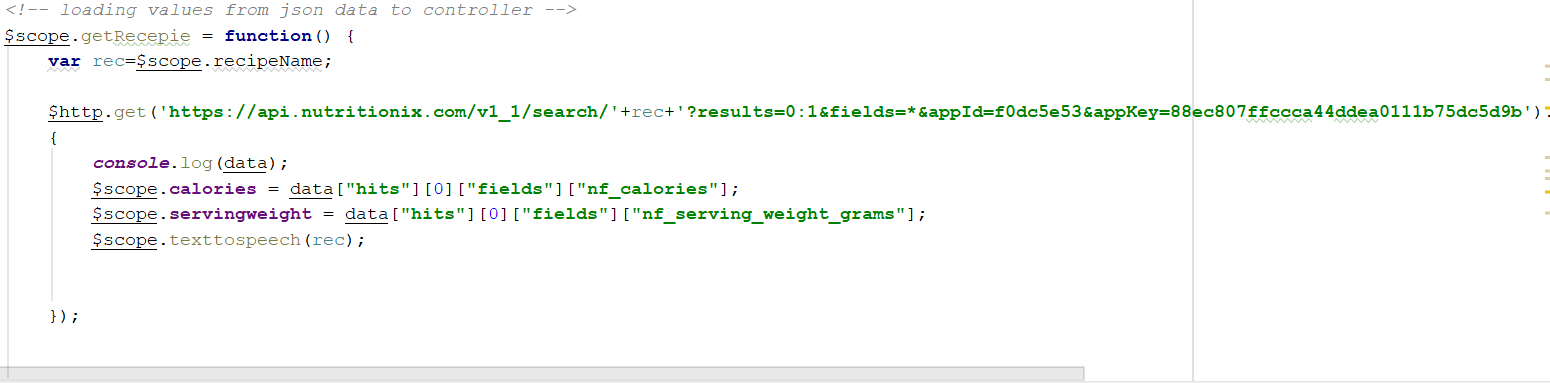 <!-- loading values from json data to controller -->
$scope.getRecepie = function() {
var rec=$scope.recipeName;
$http.get('https://api.nutritionix.com/v1_1/search/'+rec+'?results=0:1&fields=*&appId=f0dc5e53&appKey=88ec807ffccca44ddea0111b75dc5d9b')
{
console.log(data);
$scope.calories = data["hits"][0]["fields"]["nf_calories"];
$scope.servingweight = data["hits"][0]["fields"]["nf_serving_weight_grams"];
$scope.texttospeech(rec);
});